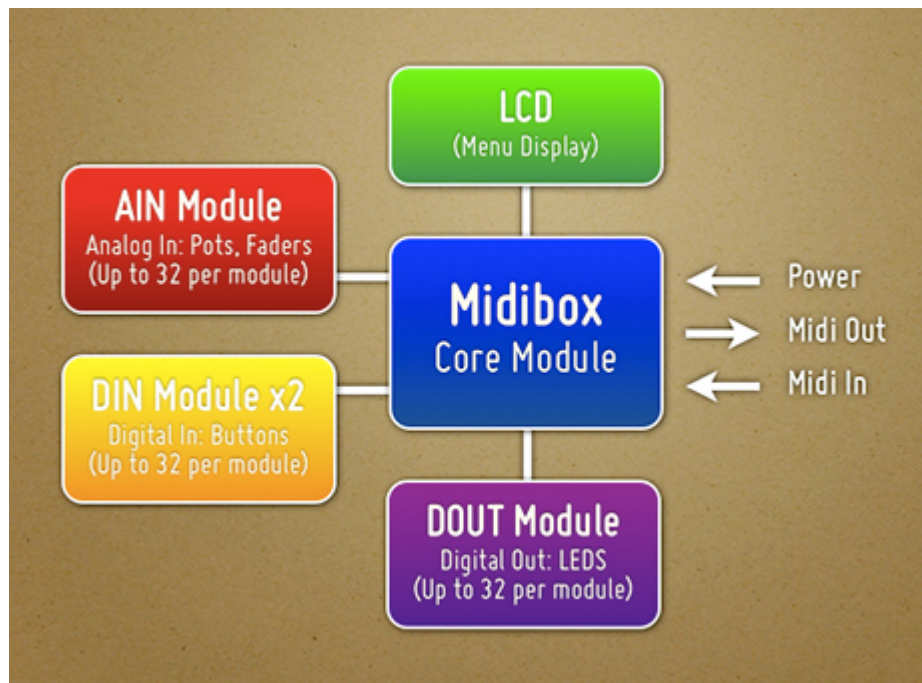 LCD
(Menu Display)
AIN Module
Analog In: Pots, Faders
(Up to 32 per module)
Midibox
Core Module
Power
Midi Out
Midi In
DIN Module x2
Digital In: Buttons
(Up to 32 per module)
DOUT Module
Digital Out: LEDS
(Up to 32 per module)